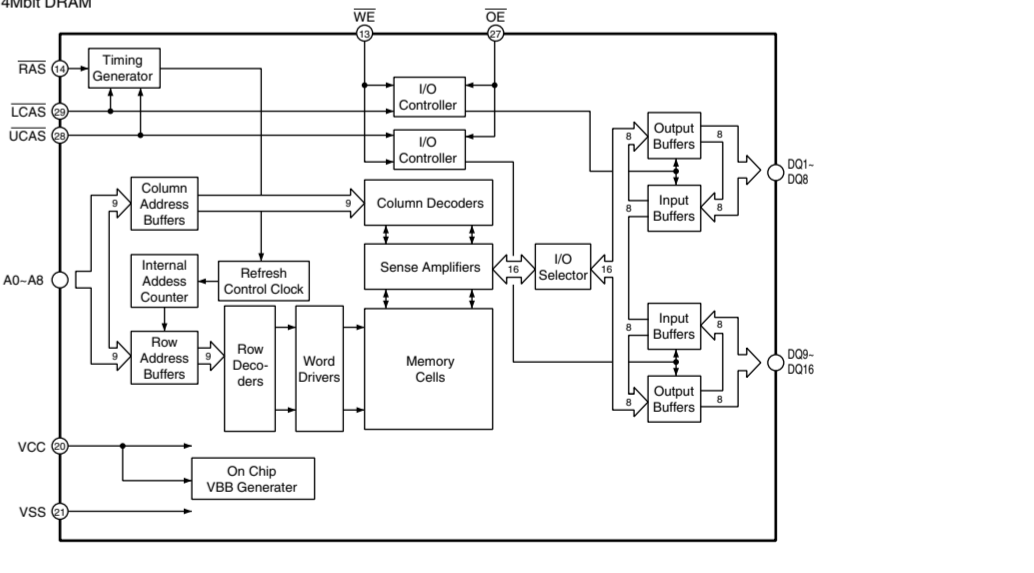 4Mbit DRAM
WE
OE
13
27
RAS
14
Timing
Generator
LCAS
29
UCAS
28
I/O
Controller
I/O
Controller
Output
Buffers
8
8
DQ1~
DQ8
Input
Buffers
8
8
Column
Address
Buffers
9
9
Column Decoders
A0~A8
Internal
Addess
Counter
Refresh
Control Clock
Sense Amplifiers
16
I/O
Selector
16
Row
Address
Buffers
9
9
Row
Deco-
ders
Word
Drivers
Memory
Cells
Input
Buffers
8
8
DQ9~
DQ16
Output
Buffers
8
8
VCC
20
On Chip
VBB Generater
VSS
21